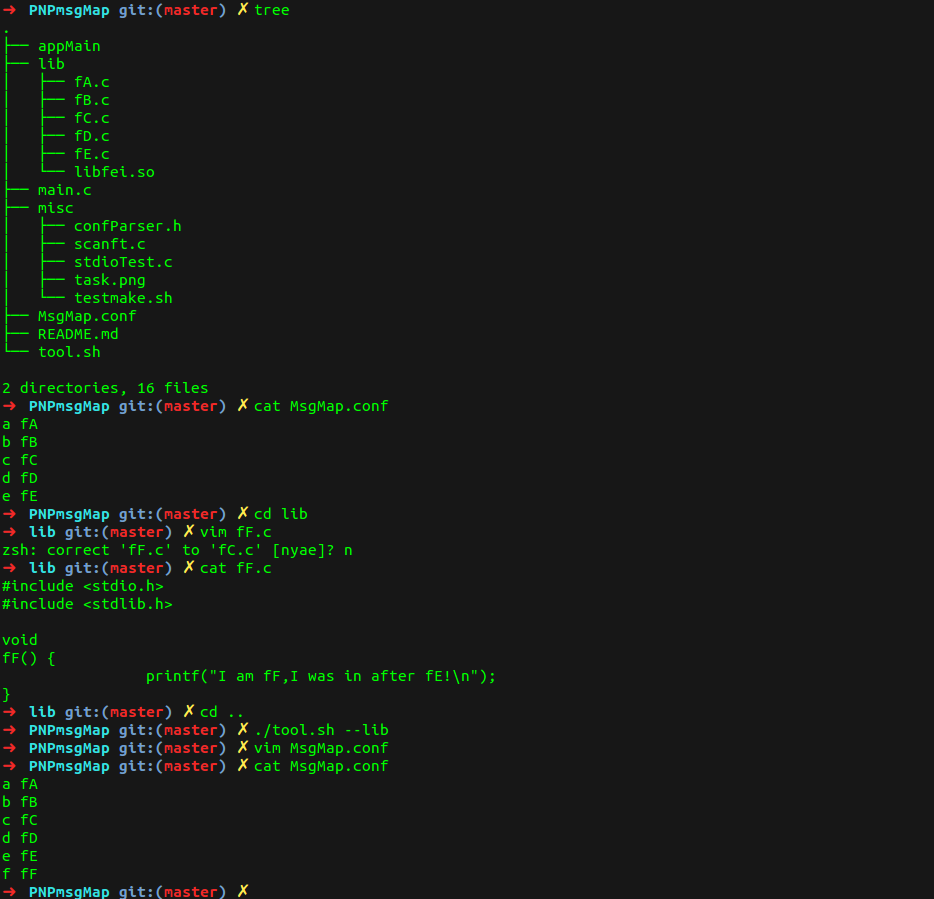 ➜  PNPmsgMap git:(master) ✗ tree
.
├── appMain
├── lib
│   ├── fA.c
│   ├── fB.c
│   ├── fC.c
│   ├── fD.c
│   ├── fE.c
│   └── libfei.so
├── main.c
├── misc
│   ├── confParser.h
│   ├── scanft.c
│   ├── stdioTest.c
│   ├── task.png
│   └── testmake.sh
├── MsgMap.conf
├── README.md
└── tool.sh

2 directories, 16 files
➜  PNPmsgMap git:(master) ✗ cat MsgMap.conf
a fA
b fB
c fC
d fD
e fE
➜  PNPmsgMap git:(master) ✗ cd lib
➜  lib git:(master) ✗ vim fF.c
zsh: correct 'fF.c' to 'fC.c' [nyae]? n
➜  lib git:(master) ✗ cat fF.c
#include <stdio.h>
#include <stdlib.h>

void
fF() {
                printf("I am fF,I was in after fE!\n");
}
➜  lib git:(master) ✗ cd ..
➜  PNPmsgMap git:(master) ✗ ./tool.sh --lib
➜  PNPmsgMap git:(master) ✗ vim MsgMap.conf
➜  PNPmsgMap git:(master) ✗ cat MsgMap.conf
a fA
b fB
c fC
d fD
e fE
f fF
➜  PNPmsgMap git:(master) ✗